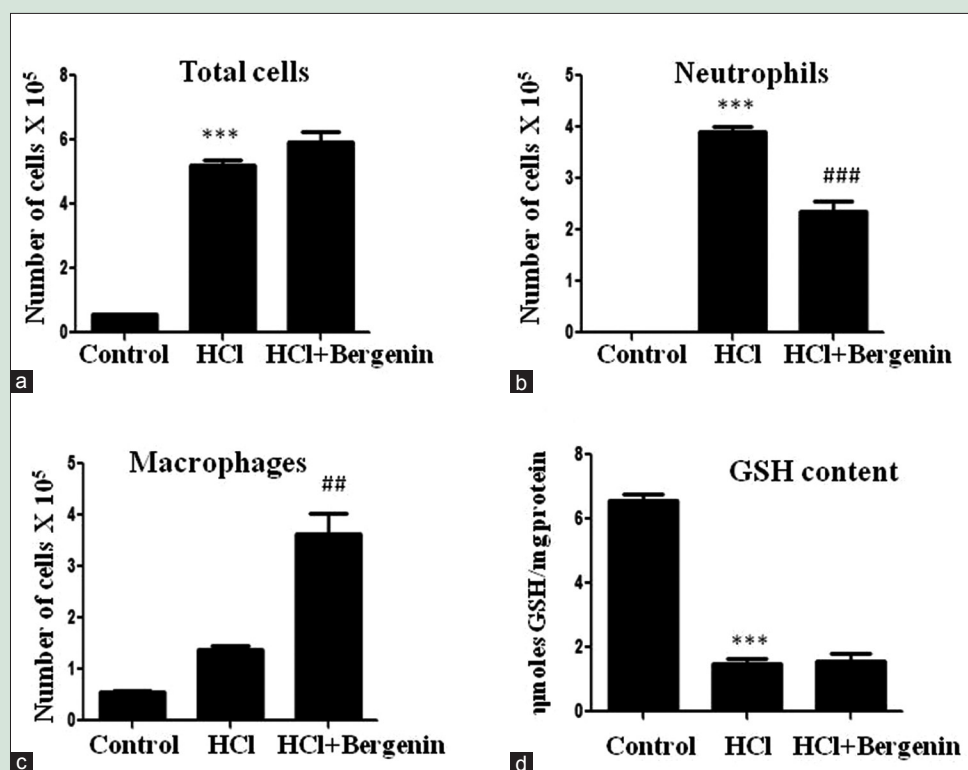 Total cells
Number of cells X 10⁵
8
6
4
2
0
***
Control HCl HCl+Bergenin
a
Neutrophils
Number of cells X 10⁵
5
4
3
2
1
0
***
###
Control HCl HCl+Bergenin
b
Macrophages
Number of cells X 10⁵
5
4
3
1
1
0
##
Control HCl HCl+Bergenin
c
GSH content
ηmoles GSH/mg protein
8
6
4
2
0
***
Control HCl HCl+Bergenin
d